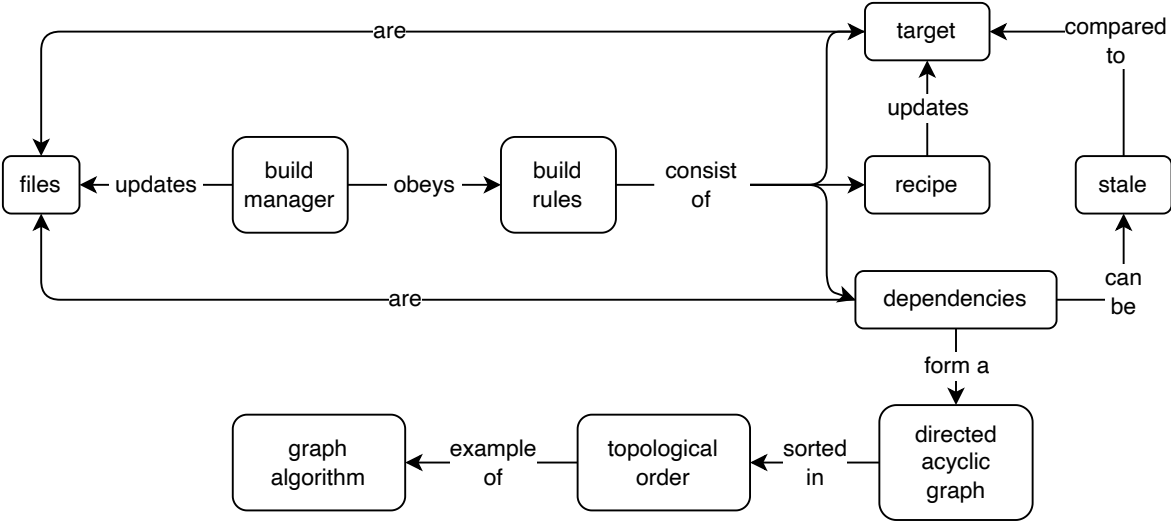 are
target
compared
to
updates
files
updates
build
manager
obeys
build
rules
consist
of
recipe
stale
are
dependencies
can
be
form a
graph
algorithm
example
of
topological
order
sorted
in
directed
acyclic
graph